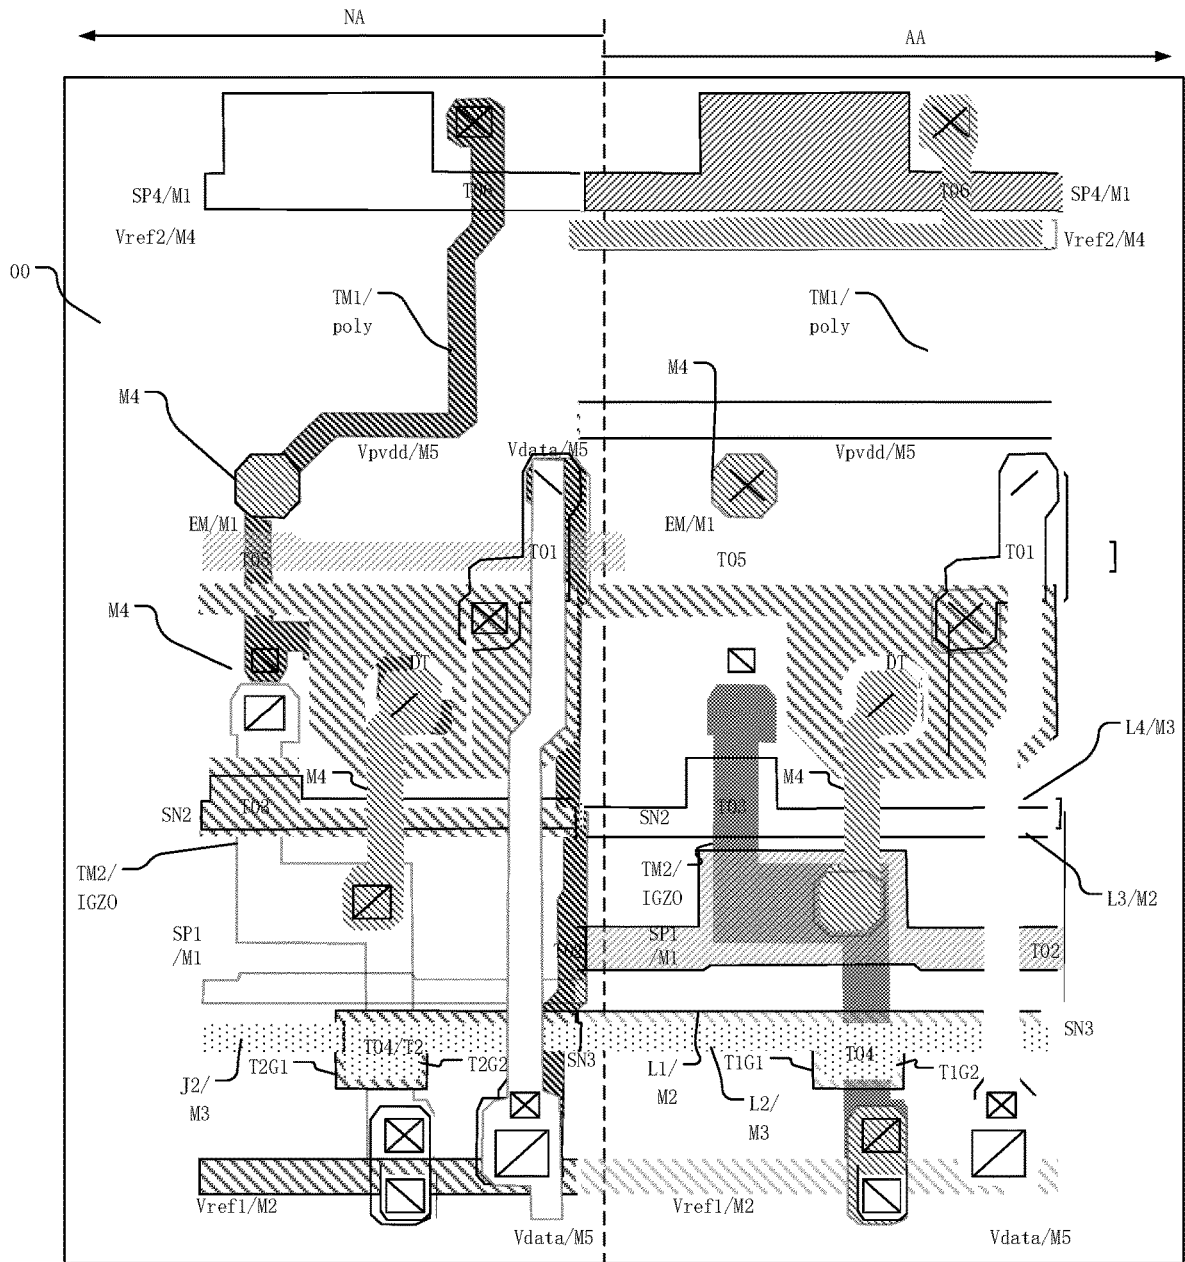 NA
AA
SP4/M1
T06
T06
SP4/M1
Vref2/M4
Vref2/M4
00
TM1/
poly
TM1/
poly
M4
M4
Vpvdd/M5
Vdata/M5
Vpvdd/M5
EM/M1
T05
T01
EM/M1
T05
T01
M4
DT
DT
L4/M3
M4
M4
SN2
T03
SN2
T03
TM2/
IGZO
TM2/
IGZO
L3/M2
SP1
/M1
SP1
/M1
T02
SN3
T04/T2
T2G1
T2G2
SN3
L1/
M2
T1G1
T04
T1G2
J2/
M3
L2/
M3
Vref1/M2
Vref1/M2
Vdata/M5
Vdata/M5